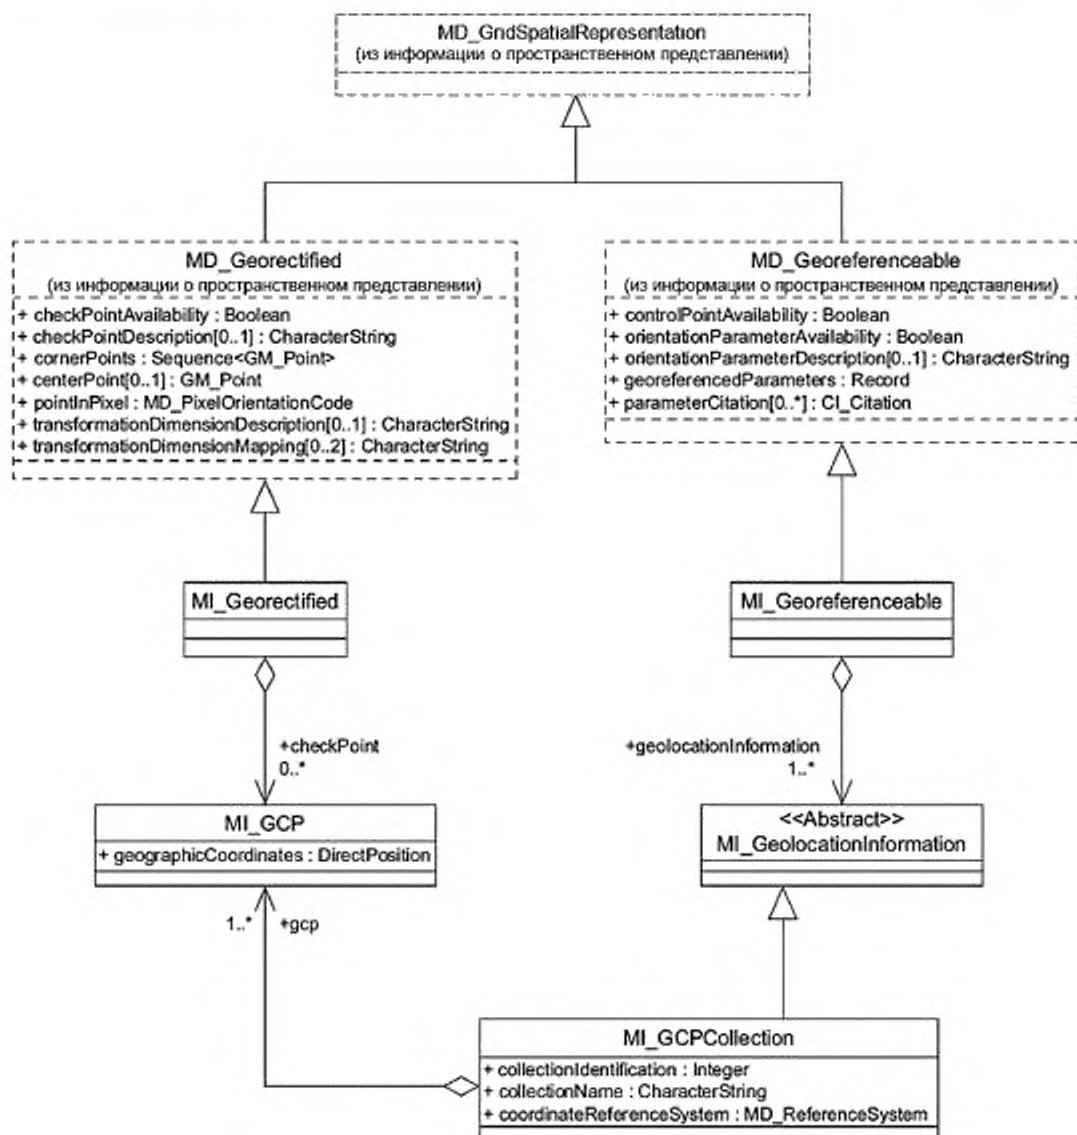 MD_GridSpatialRepresentation
(из информации о пространственном представлении)
MD_Georectified
(из информации о пространственном представлении)
+ checkPointAvailability : Boolean
+ checkPointDescription[0..1] : CharacterString
+ cornerPoints : Sequence<GM_Point>
+ centerPoint[0..1] : GM_Point
+ pointInPixel : MD_PixelOrientationCode
+ transformationDimensionDescription[0..1] : CharacterString
+ transformationDimensionMapping[0..2] : CharacterString
MD_Georeferenceable
(из информации о пространственном представлении)
+ controlPointAvailability : Boolean
+ orientationParameterAvailability : Boolean
+ orientationParameterDescription[0..1] : CharacterString
+ georeferencedParameters : Record
+ parameterCitation[0..*] : CI_Citation
MI_Georectified
MI_Georeferenceable
+checkPoint
0..*
+geolocationInformation
1..*
MI_GCP
+ geographicCoordinates : DirectPosition
<<Abstract>>
MI_GeolocationInformation
1..* +gcp
MI_GCPCollection
+ collectionIdentification : Integer
+ collectionName : CharacterString
+ coordinateReferenceSystem : MD_ReferenceSystem